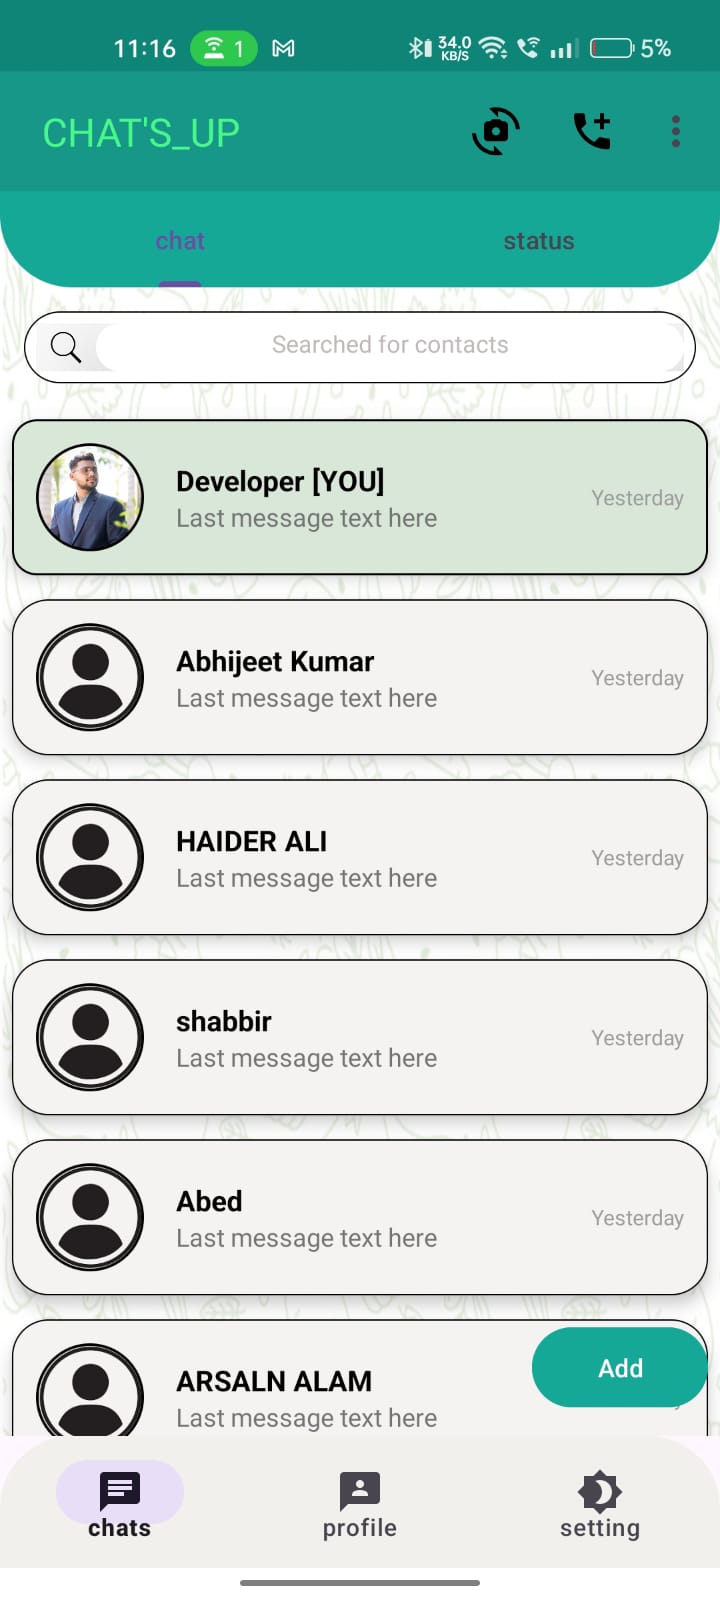 11:16 1 34.0 KB/S 5%
CHAT'S_UP
chat status
Searched for contacts
Developer [YOU]
Last message text here
Yesterday
Abhijeet Kumar
Last message text here
Yesterday
HAIDER ALI
Last message text here
Yesterday
shabbir
Last message text here
Yesterday
Abed
Last message text here
Yesterday
ARSALN ALAM
Last message text here
Add
chats profile setting